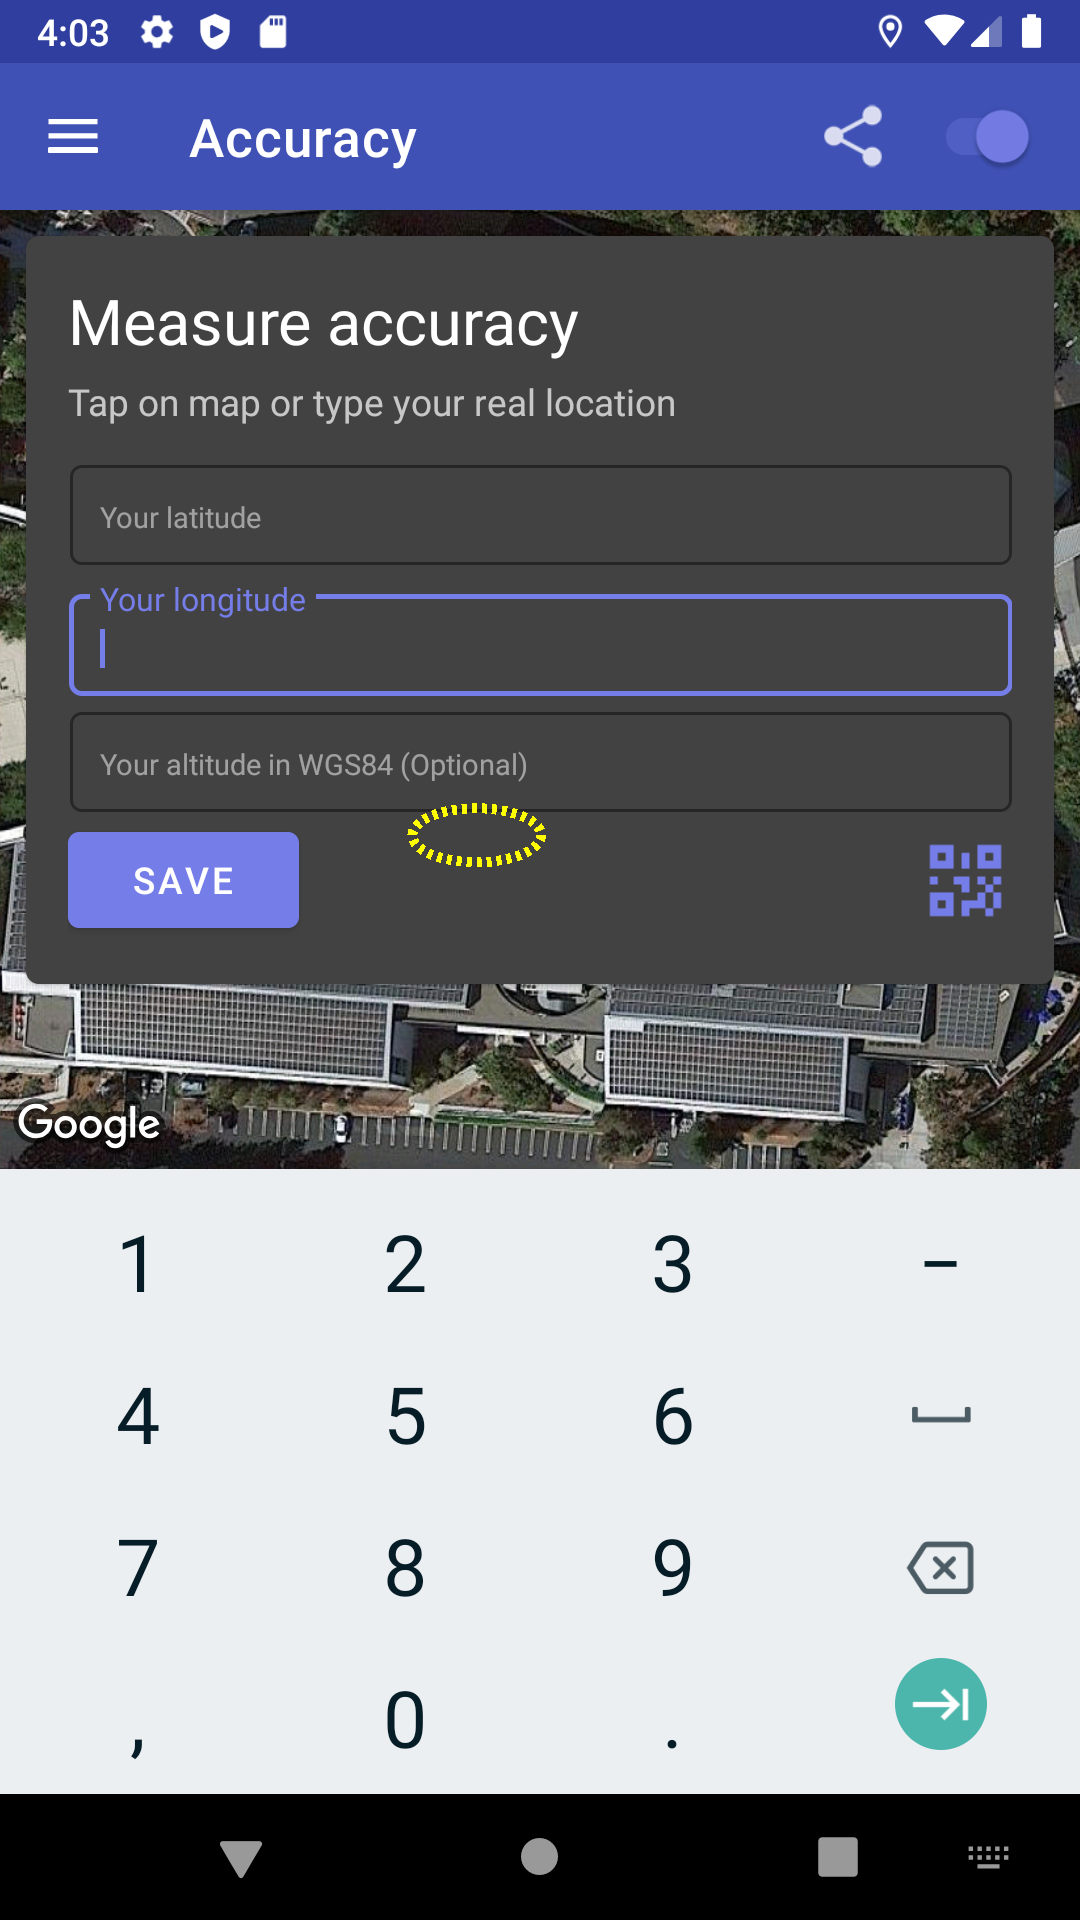 4:03
Accuracy
Measure accuracy
Tap on map or type your real location
Your latitude
Your longitude
Your altitude in WGS84 (Optional)
SAVE
Google
1 2 3 –
4 5 6
7 8 9
, 0 .